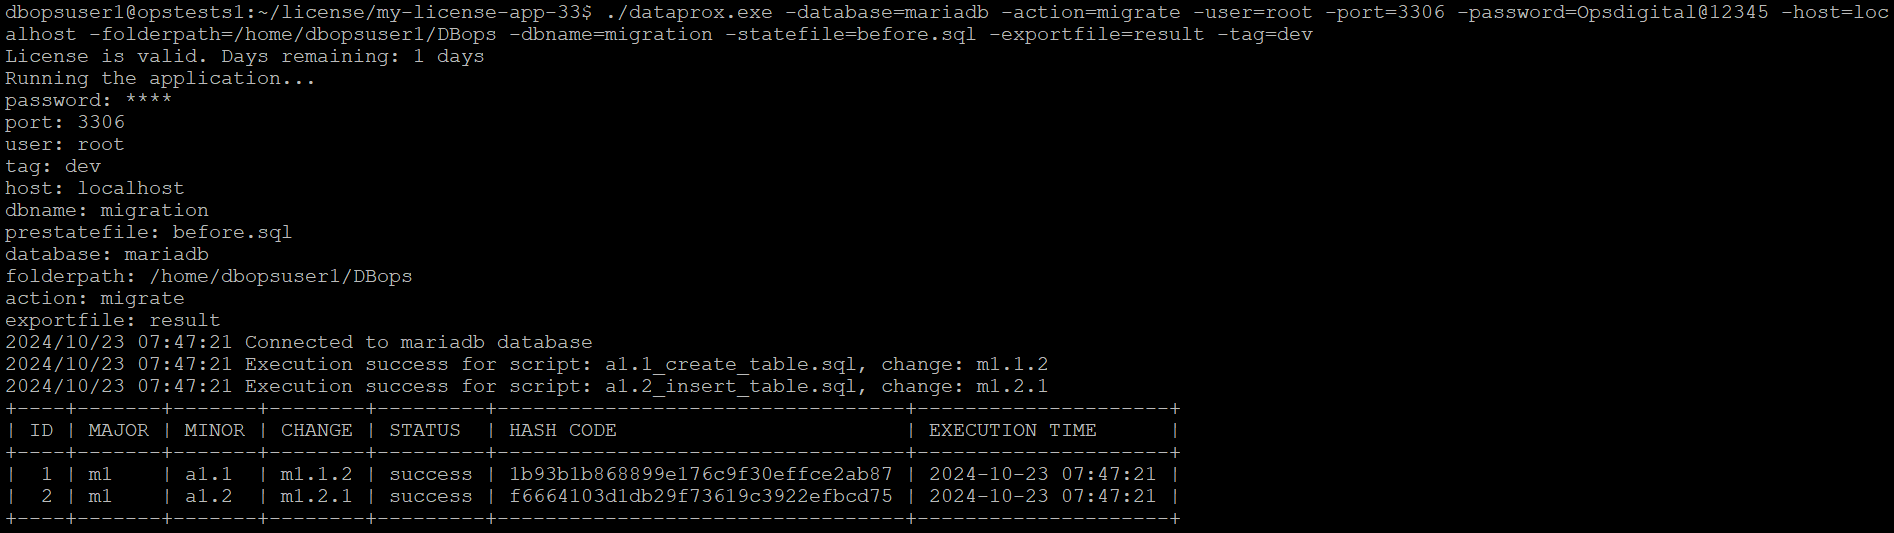 dbopsuser1@opstests1:~/license/my-license-app-33$ ./dataprox.exe -database=mariadb -action=migrate -user=root -port=3306 -password=Opsdigital@12345 -host=loc
alhost -folderpath=/home/dbopsuser1/DBops -dbname=migration -statefile=before.sql -exportfile=result -tag=dev
License is valid. Days remaining: 1 days
Running the application...
password: ****
port: 3306
user: root
tag: dev
host: localhost
dbname: migration
prestatefile: before.sql
database: mariadb
folderpath: /home/dbopsuser1/DBops
action: migrate
exportfile: result
2024/10/23 07:47:21 Connected to mariadb database
2024/10/23 07:47:21 Execution success for script: a1.1_create_table.sql, change: m1.1.2
2024/10/23 07:47:21 Execution success for script: a1.2_insert_table.sql, change: m1.2.1
+----+-------+-------+--------+---------+----------------------------------+---------------------+
| ID | MAJOR | MINOR | CHANGE | STATUS  | HASH CODE                        | EXECUTION TIME      |
+----+-------+-------+--------+---------+----------------------------------+---------------------+
|  1 | m1    | a1.1  | m1.1.2 | success | 1b93b1b868899e176c9f30effce2ab87 | 2024-10-23 07:47:21 |
|  2 | m1    | a1.2  | m1.2.1 | success | f6664103d1db29f73619c3922efbcd75 | 2024-10-23 07:47:21 |
+----+-------+-------+--------+---------+----------------------------------+---------------------+